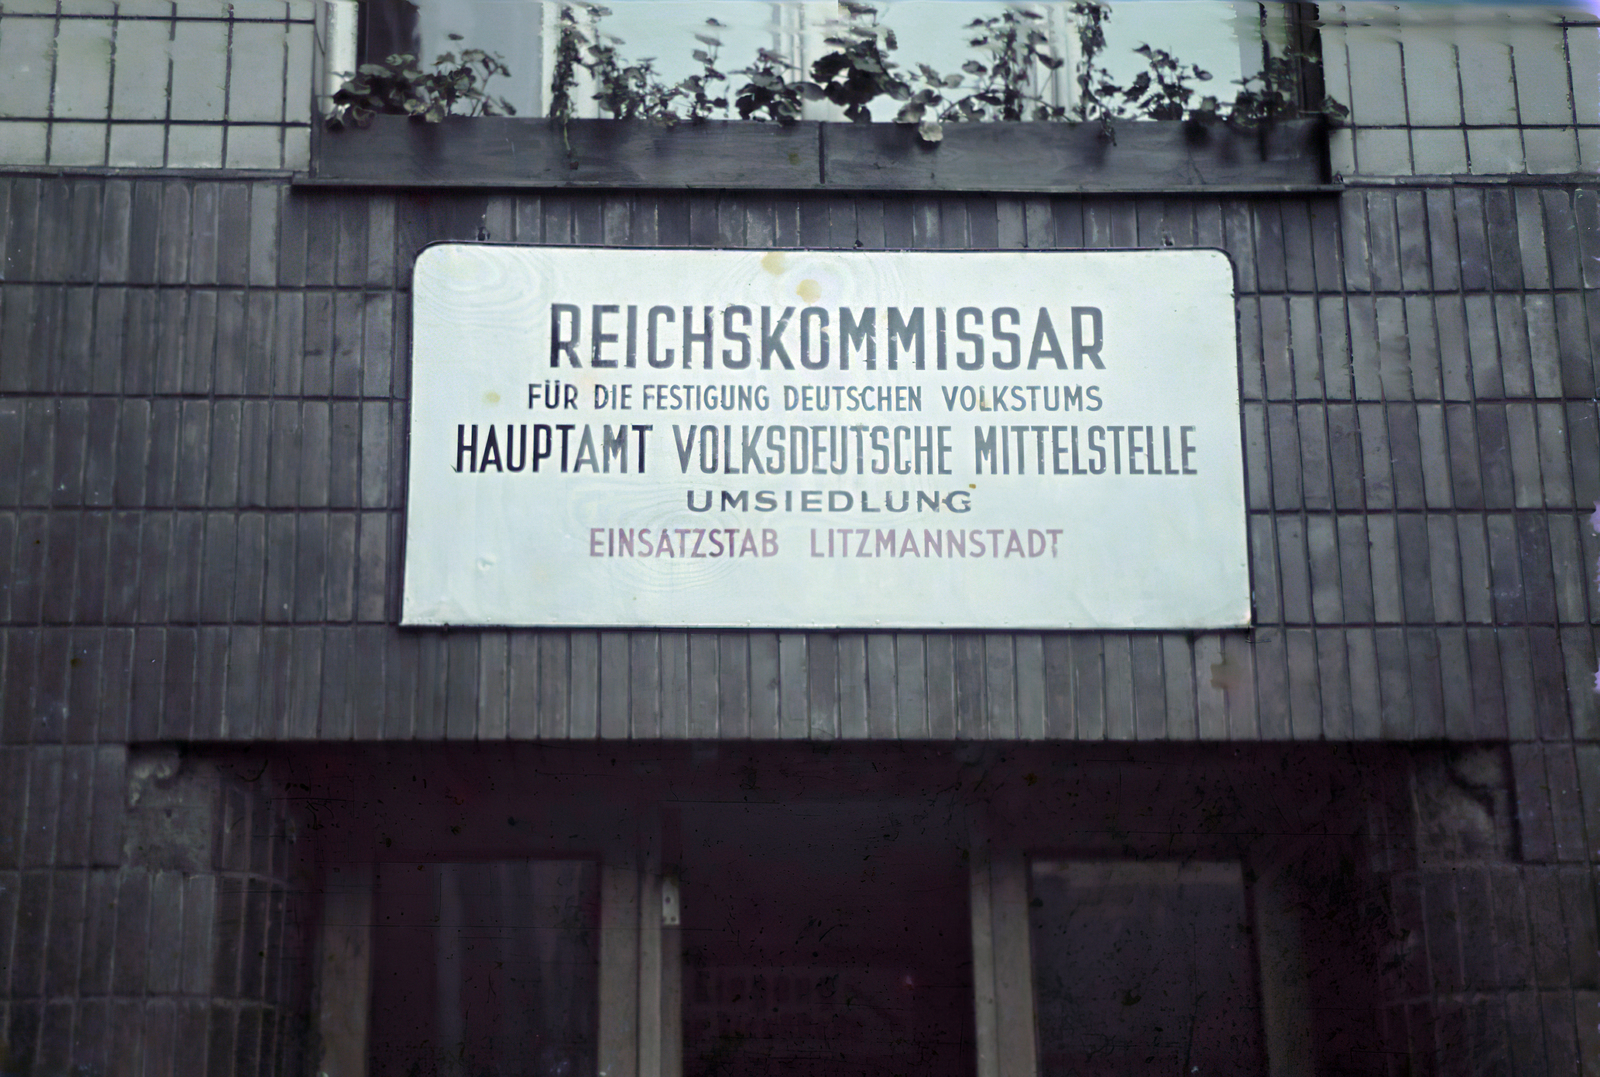 REICHSKOMMISSAR
FÜR DIE FESTIGUNG DEUTSCHEN VOLKSTUMS
HAUPTAMT VOLKSDEUTSCHE MITTELSTELLE
UMSIEDLUNG
EINSATZSTAB LITZMANNSTADT